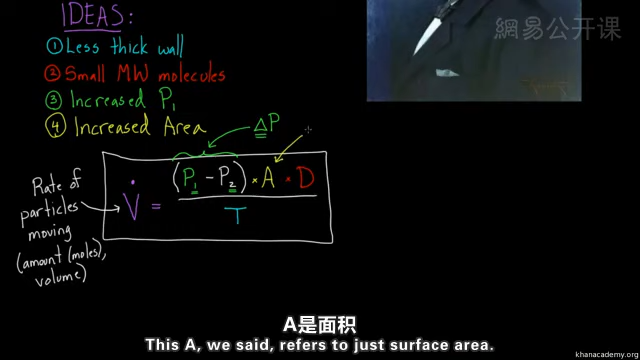 IDEAS:
① Less thick wall
② Small MW molecules
③ Increased P₁
④ Increased Area
網易公开课
ΔP
Rate of
particles
moving
(amount (moles),
volume)
V̇ = (P₁ - P₂) × A × D
T
A是面积
This A, we said, refers to just surface area.
khanacademy.org